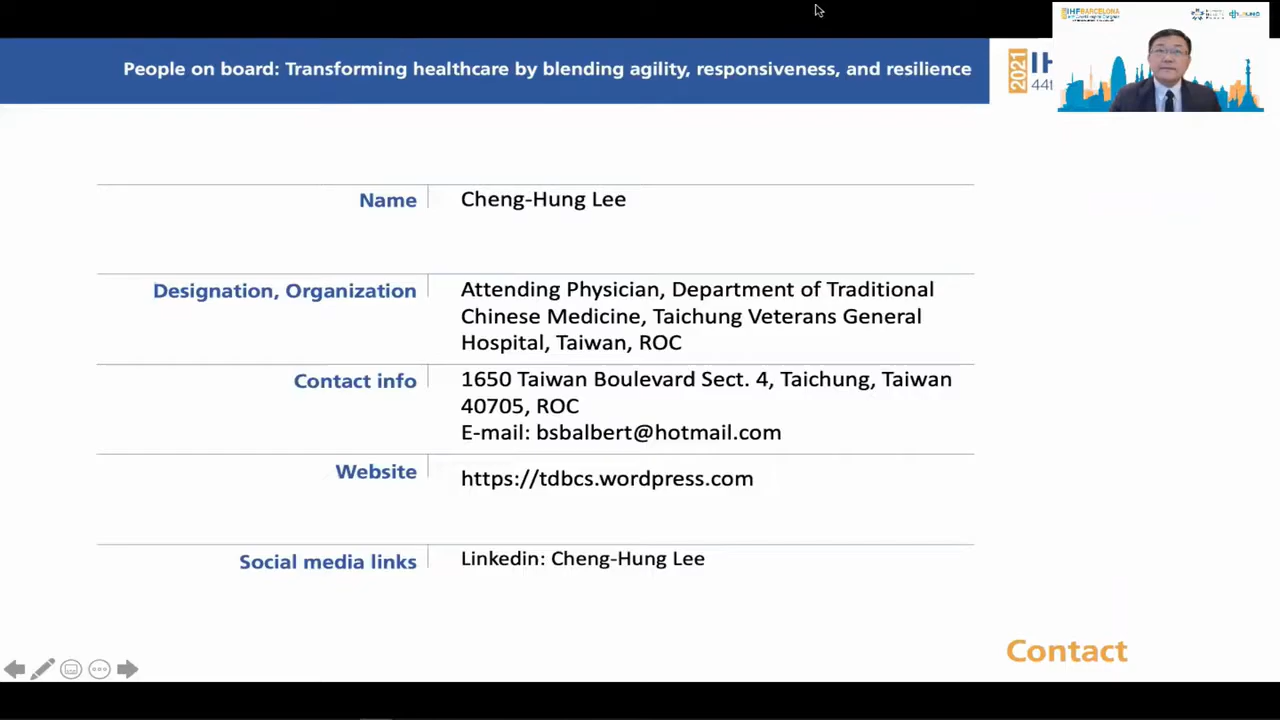 People on board: Transforming healthcare by blending agility, responsiveness, and resilience
2021
IH
44
IHFBARCELONA
Name
Cheng-Hung Lee
Designation, Organization
Attending Physician, Department of Traditional
Chinese Medicine, Taichung Veterans General
Hospital, Taiwan, ROC
Contact info
1650 Taiwan Boulevard Sect. 4, Taichung, Taiwan
40705, ROC
E-mail: bsbalbert@hotmail.com
Website
https://tdbcs.wordpress.com
Social media links
Linkedin: Cheng-Hung Lee
Contact